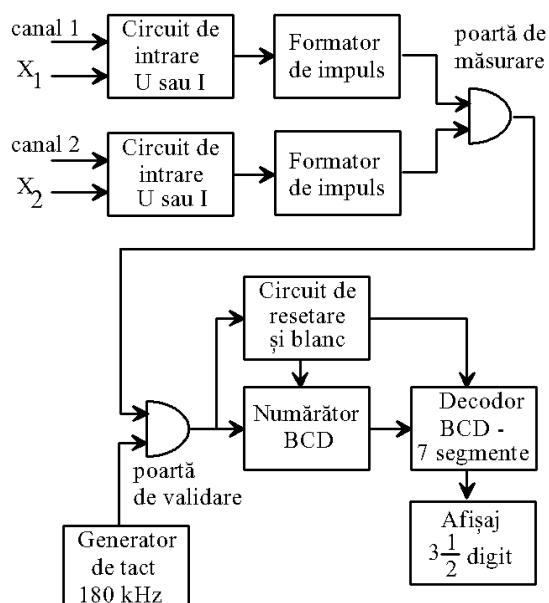 canal 1
X1
Circuit de
intrare
U sau I
Formator
de impuls
poartă de
măsurare
canal 2
X2
Circuit de
intrare
U sau I
Formator
de impuls
Circuit de
resetare
și blanc
Numărător
BCD
Decodor
BCD -
7 segmente
poartă
de validare
Generator
de tact
180 kHz
Afișaj
3 1/2 digit